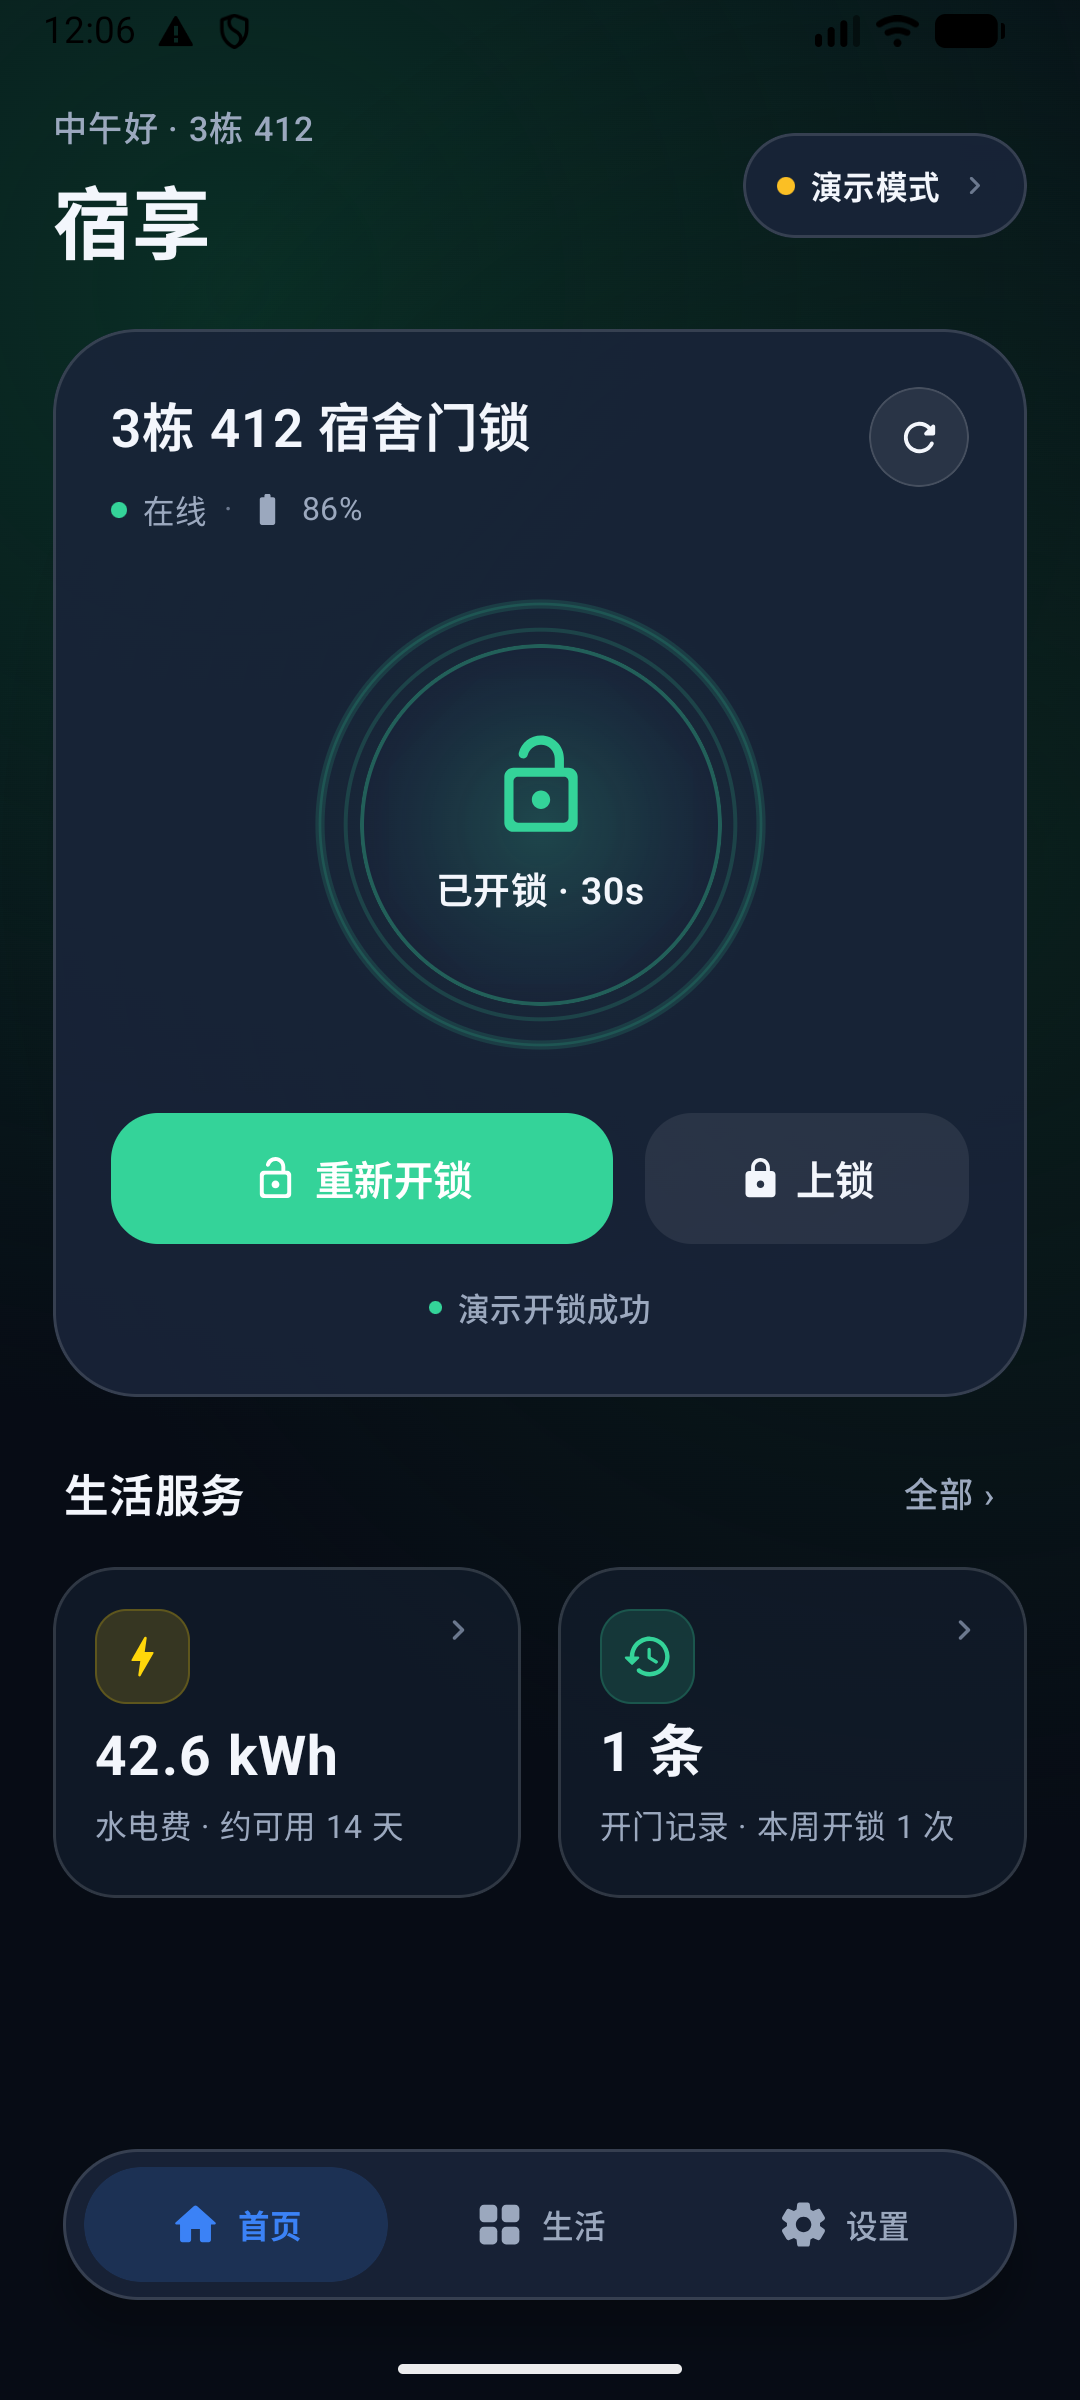 12:06
中午好 · 3栋 412
宿享
演示模式
3栋 412 宿舍门锁
在线 · 86%
已开锁 · 30s
重新开锁
上锁
演示开锁成功
生活服务
全部 ›
42.6 kWh
水电费 · 约可用 14 天
1 条
开门记录 · 本周开锁 1 次
首页
生活
设置